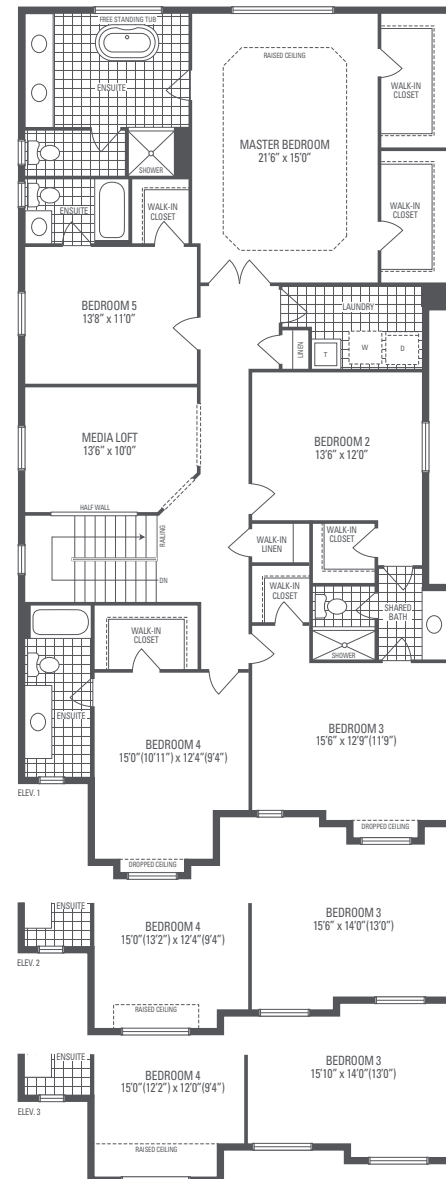 FREE STANDING TUB
ENSUITE
RAISED CEILING
WALK-IN
CLOSET
MASTER BEDROOM
21'6" x 15'0"
SHOWER
ENSUITE
WALK-IN
CLOSET
WALK-IN
CLOSET
BEDROOM 5
13'8" x 11'0"
LAUNDRY
LINEN
T
W
D
MEDIA LOFT
13'6" x 10'0"
BEDROOM 2
13'6" x 12'0"
HALF WALL
RAILING
DN
WALK-IN
LINEN
WALK-IN
CLOSET
WALK-IN
CLOSET
SHARED
BATH
SHOWER
WALK-IN
CLOSET
ENSUITE
BEDROOM 4
15'0"(10'11") x 12'4"(9'4")
BEDROOM 3
15'6" x 12'9"(11'9")
ELEV. 1
DROPPED CEILING
DROPPED CEILING
ENSUITE
BEDROOM 4
15'0"(13'2") x 12'4"(9'4")
BEDROOM 3
15'6" x 14'0"(13'0")
ELEV. 2
RAISED CEILING
ENSUITE
BEDROOM 4
15'0"(12'2") x 12'0"(9'4")
BEDROOM 3
15'10" x 14'0"(13'0")
ELEV. 3
RAISED CEILING